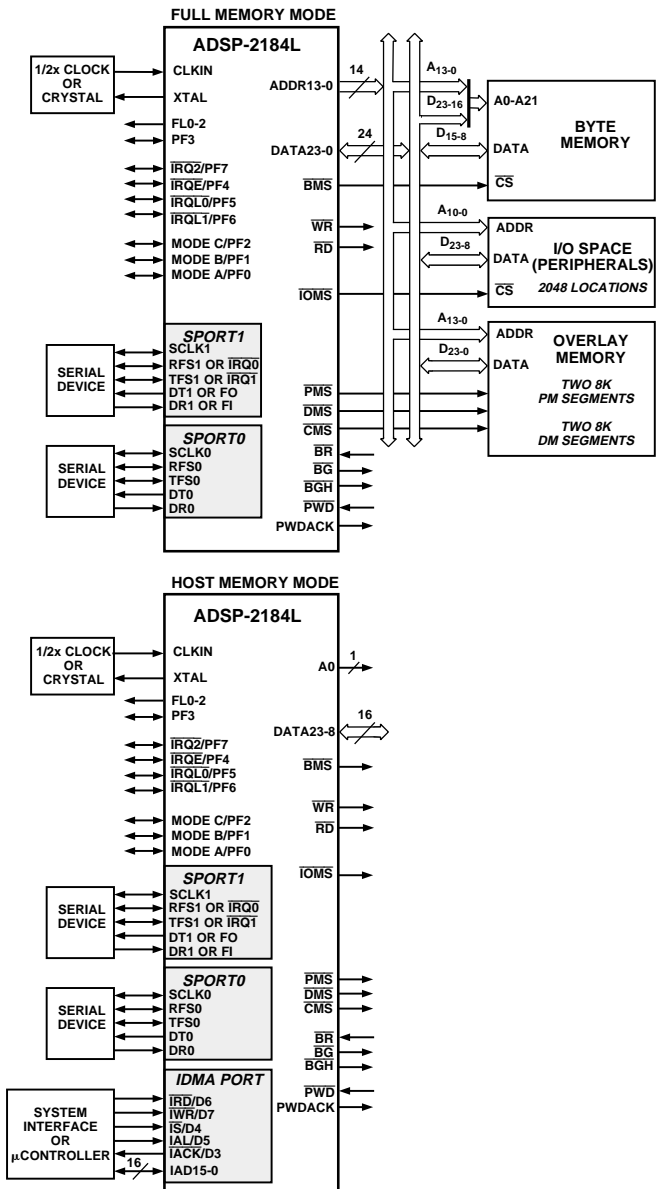 FULL MEMORY MODE
ADSP-2184L
1/2x CLOCK
OR
CRYSTAL
CLKIN
XTAL
FL0-2
PF3
IRQ2/PF7
IRQE/PF4
IRQL0/PF5
IRQL1/PF6
MODE C/PF2
MODE B/PF1
MODE A/PF0
SPORT1
SCLK1
RFS1 OR IRQ0
TFS1 OR IRQ1
DT1 OR FO
DR1 OR FI
SERIAL
DEVICE
SPORT0
SCLK0
RFS0
TFS0
DT0
DR0
SERIAL
DEVICE
ADDR13-0
14
DATA23-0
24
BMS
WR
RD
IOMS
PMS
DMS
CMS
BR
BG
BGH
PWD
PWDACK
A13-0
D23-16
D15-8
A0-A21
BYTE
MEMORY
DATA
CS
A10-0
D23-8
ADDR
I/O SPACE
(PERIPHERALS)
DATA
2048 LOCATIONS
CS
A13-0
D23-0
ADDR
OVERLAY
MEMORY
DATA
TWO 8K
PM SEGMENTS
TWO 8K
DM SEGMENTS
HOST MEMORY MODE
ADSP-2184L
1/2x CLOCK
OR
CRYSTAL
CLKIN
XTAL
FL0-2
PF3
IRQ2/PF7
IRQE/PF4
IRQL0/PF5
IRQL1/PF6
MODE C/PF2
MODE B/PF1
MODE A/PF0
SPORT1
SCLK1
RFS1 OR IRQ0
TFS1 OR IRQ1
DT1 OR FO
DR1 OR FI
SERIAL
DEVICE
SPORT0
SCLK0
RFS0
TFS0
DT0
DR0
SERIAL
DEVICE
IDMA PORT
IRD/D6
IWR/D7
IS/D4
IAL/D5
IACK/D3
IAD15-0
16
SYSTEM
INTERFACE
OR
μCONTROLLER
A0
1
DATA23-8
16
BMS
WR
RD
IOMS
PMS
DMS
CMS
BR
BG
BGH
PWD
PWDACK